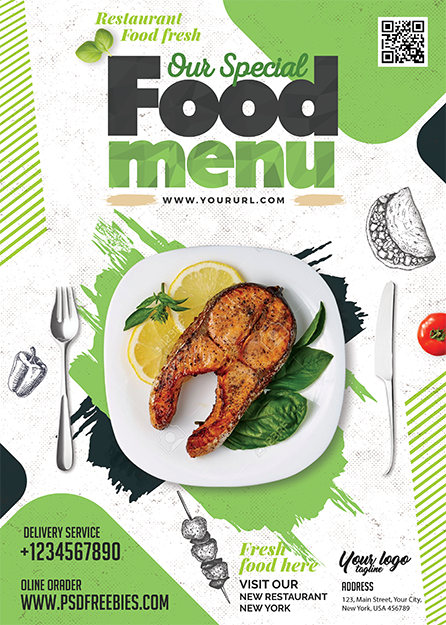 Restaurant
Food fresh
Our Special
Food
menu
WWW.YOURURL.COM
DELIVERY SERVICE
+1234567890
OLINE ORADER
WWW.PSDFREEBIES.COM
Fresh
food here
VISIT OUR
NEW RESTAURANT
NEW YORK
Your logo
tagline
ADDRESS
123, Main Street, Your City,
New York, USA 456789